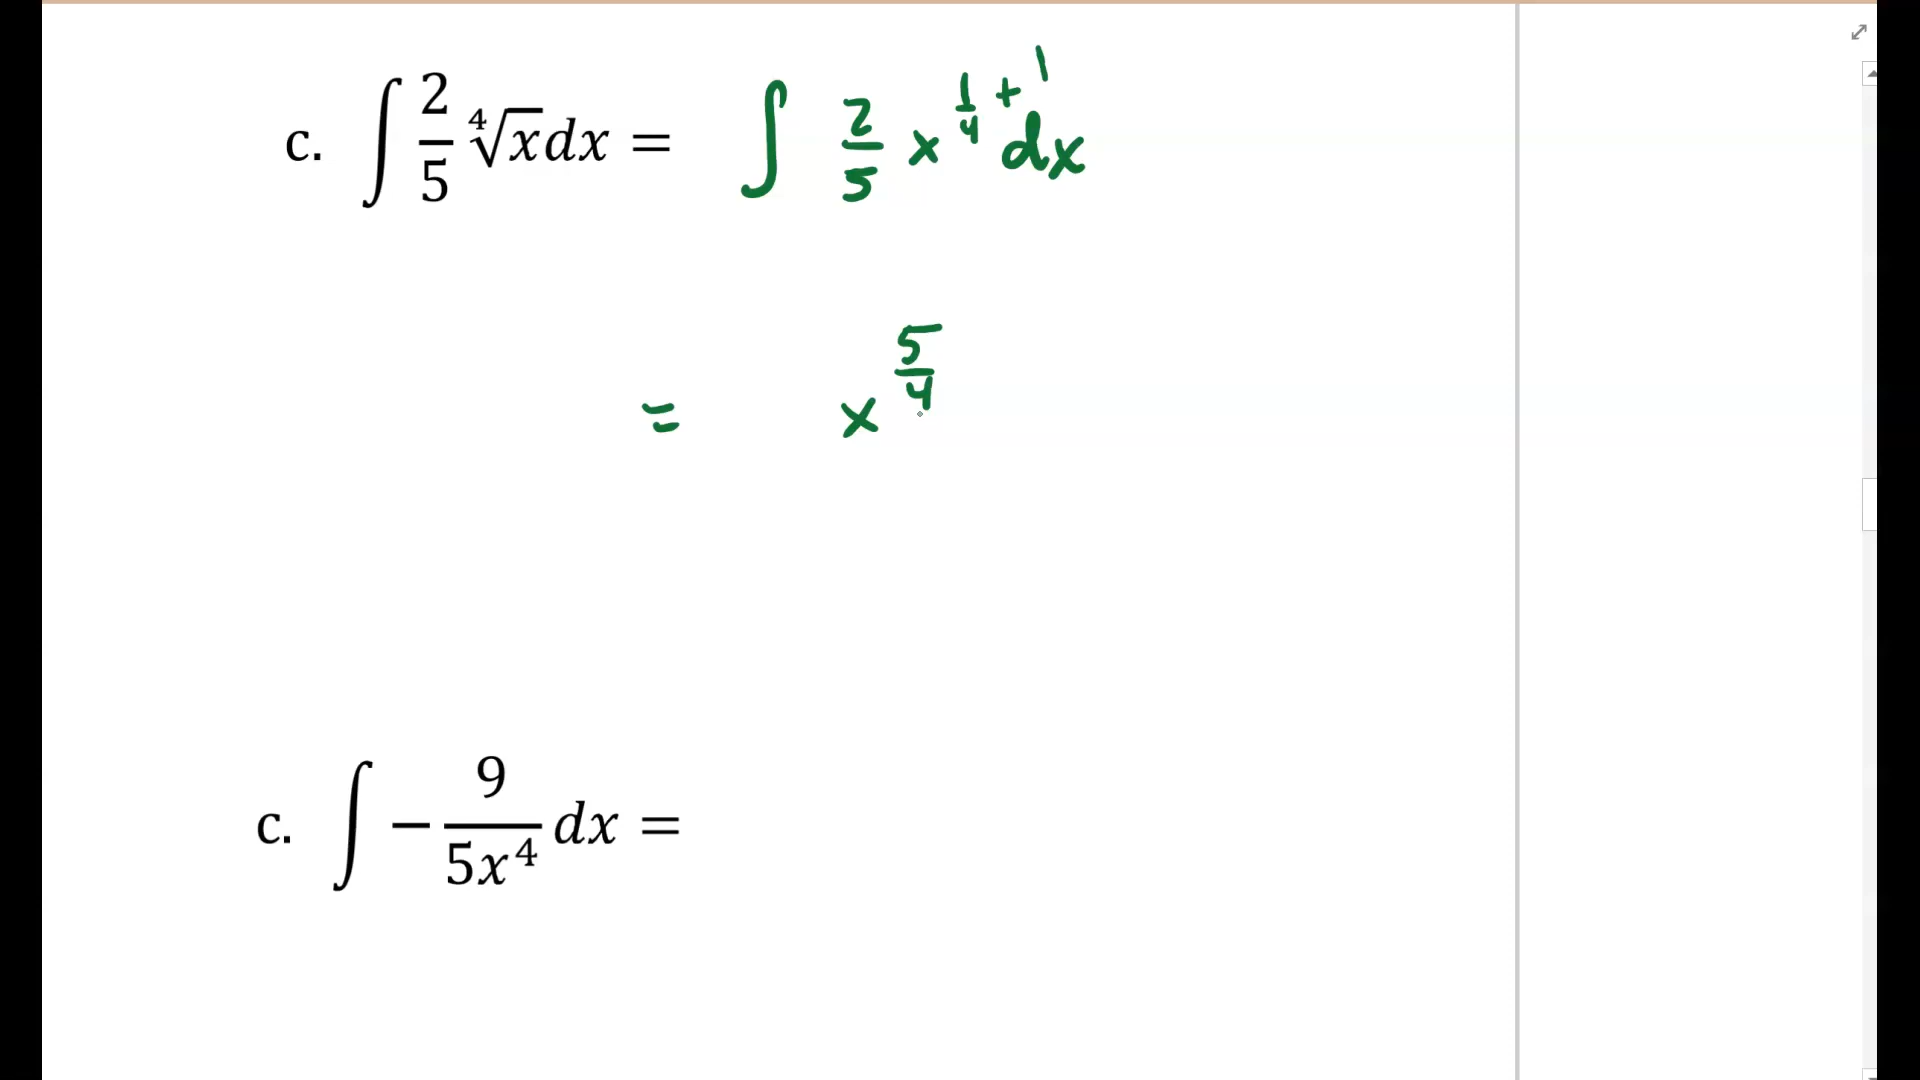 c. ∫ 2/5 ∜x dx = ∫ 2/5 x^(1/4 + 1) dx
= x^(5/4)
c. ∫ − 9/(5x⁴) dx =